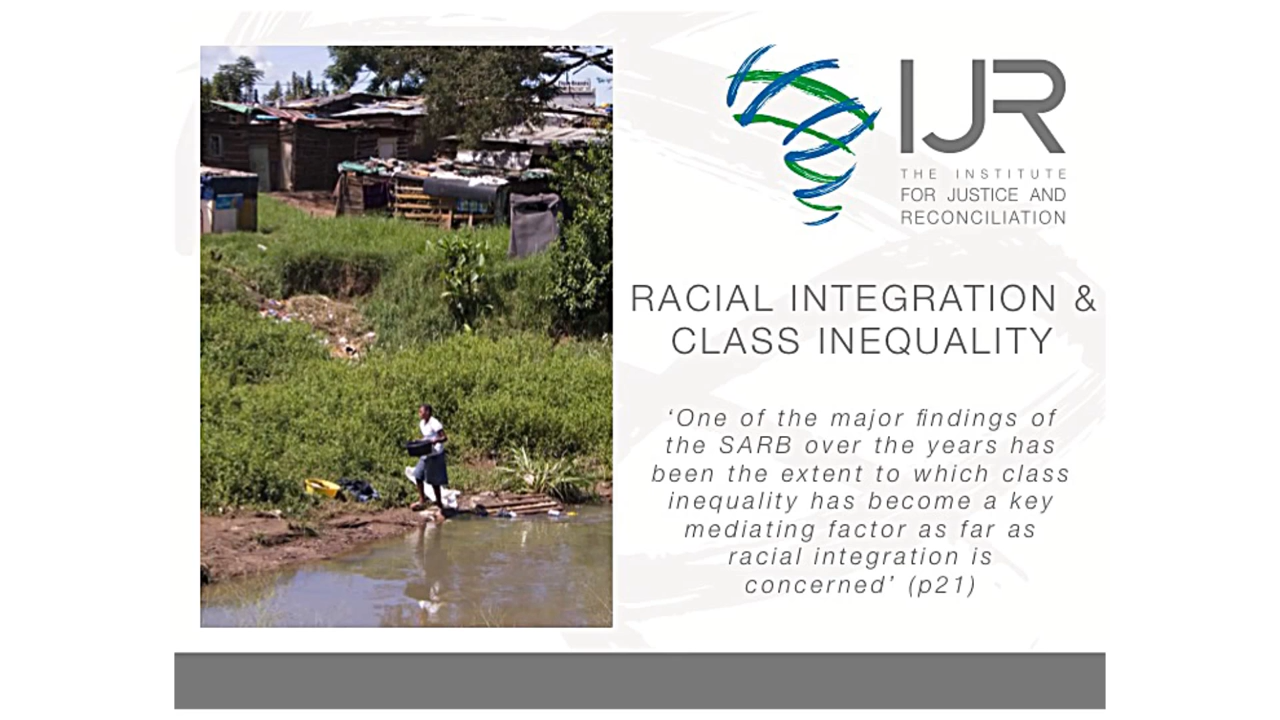 IJR
THE INSTITUTE
FOR JUSTICE AND
RECONCILIATION
RACIAL INTEGRATION &
CLASS INEQUALITY
‘One of the major findings of
the SARB over the years has
been the extent to which class
inequality has become a key
mediating factor as far as
racial integration is
concerned’ (p21)